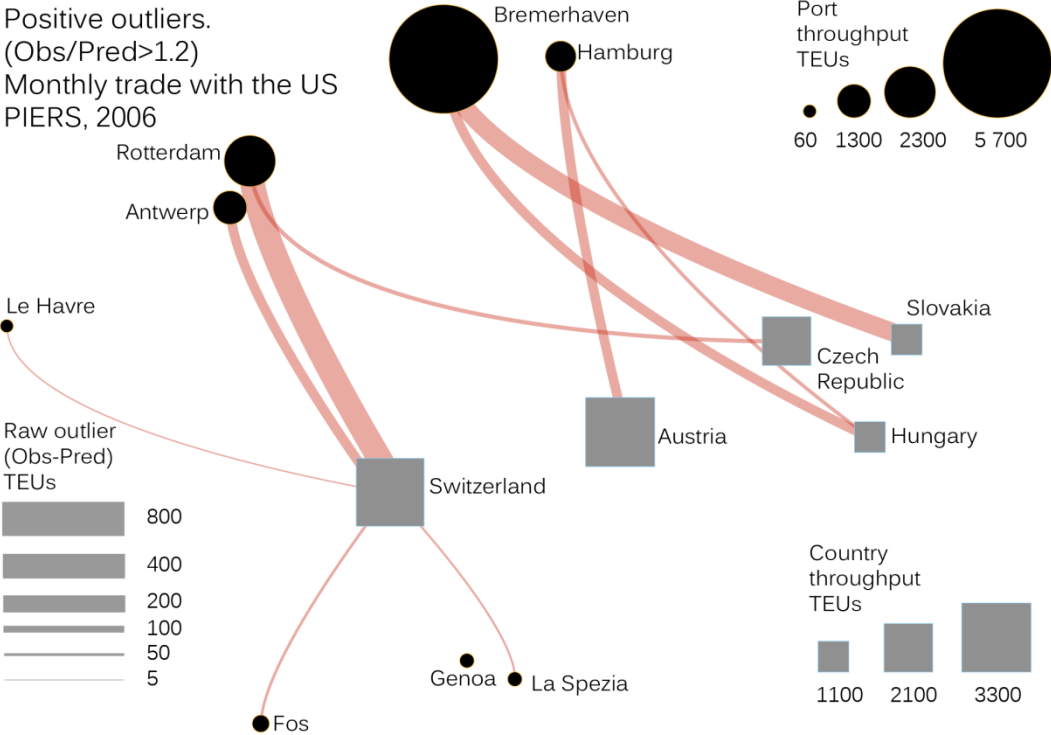 Positive outliers.
(Obs/Pred>1.2)
Monthly trade with the US
PIERS, 2006
Bremerhaven
Hamburg
Port
throughput
TEUs
60 1300 2300 5 700
Rotterdam
Antwerp
Le Havre
Slovakia
Czech
Republic
Austria
Hungary
Switzerland
Raw outlier
(Obs-Pred)
TEUs
800
400
200
100
50
5
Country
throughput
TEUs
1100 2100 3300
Genoa
La Spezia
Fos